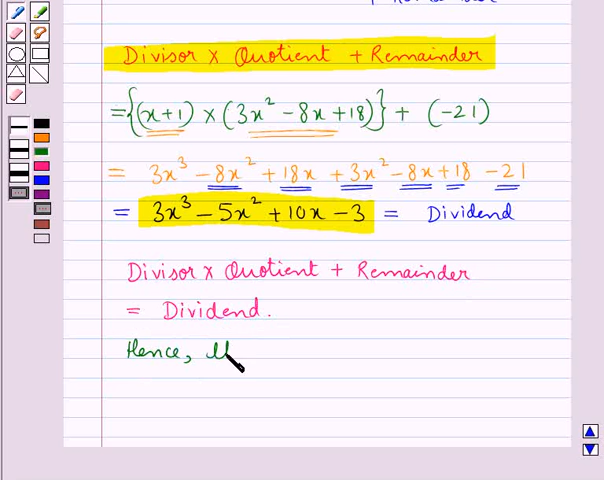 Divisor x Quotient + Remainder
= {(x+1) × (3x² - 8x + 18)} + (-21)
= 3x³ - 8x² + 18x + 3x² - 8x + 18 - 21
= 3x³ - 5x² + 10x - 3 = Dividend
Divisor x Quotient + Remainder
= Dividend.
Hence,